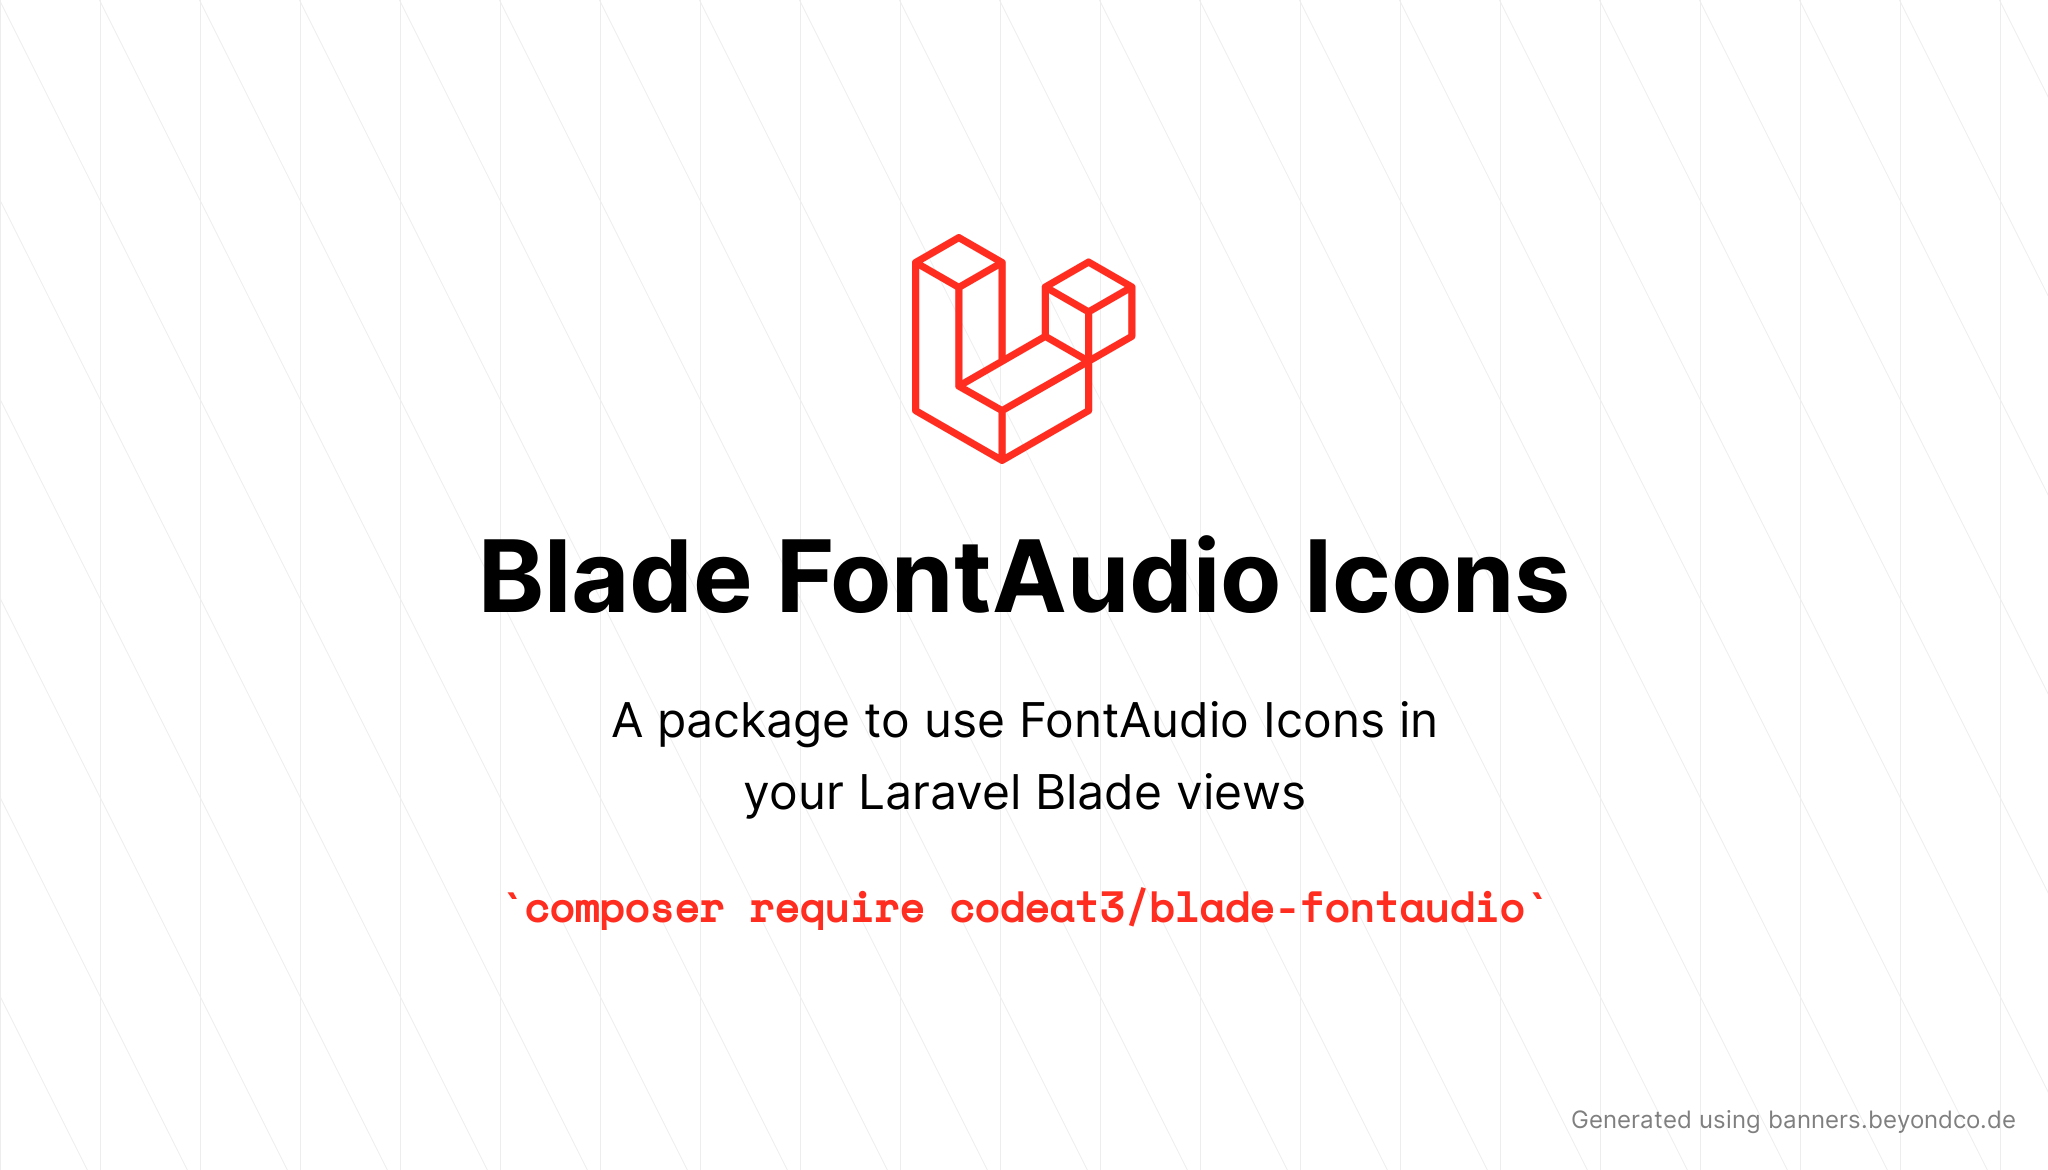 Blade FontAudio Icons
A package to use FontAudio Icons in
your Laravel Blade views
`composer require codeat3/blade-fontaudio`
Generated using banners.beyondco.de